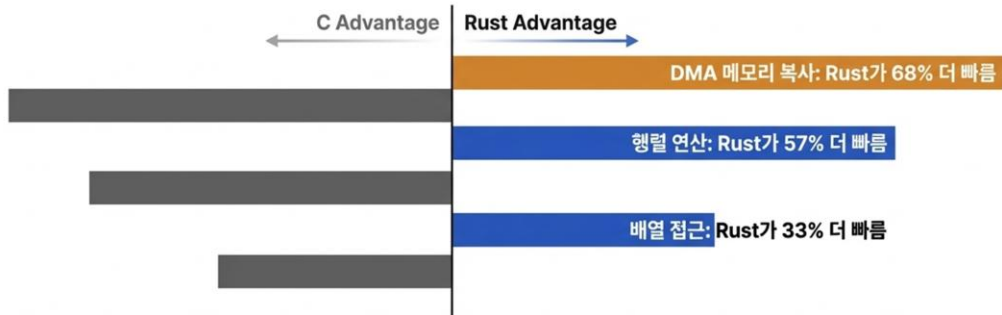 C Advantage
Rust Advantage
DMA 메모리 복사: Rust가 68% 더 빠름
행렬 연산: Rust가 57% 더 빠름
배열 접근: Rust가 33% 더 빠름